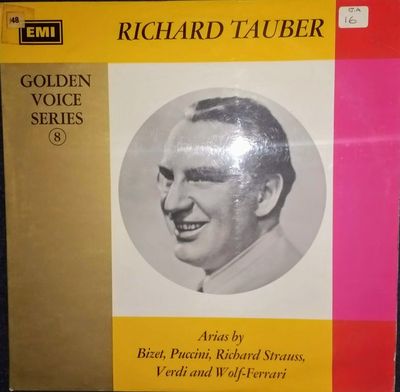 48
EMI
RICHARD TAUBER
J.A
16
GOLDEN
VOICE
SERIES
8
Arias by
Bizet, Puccini, Richard Strauss,
Verdi and Wolf-Ferrari